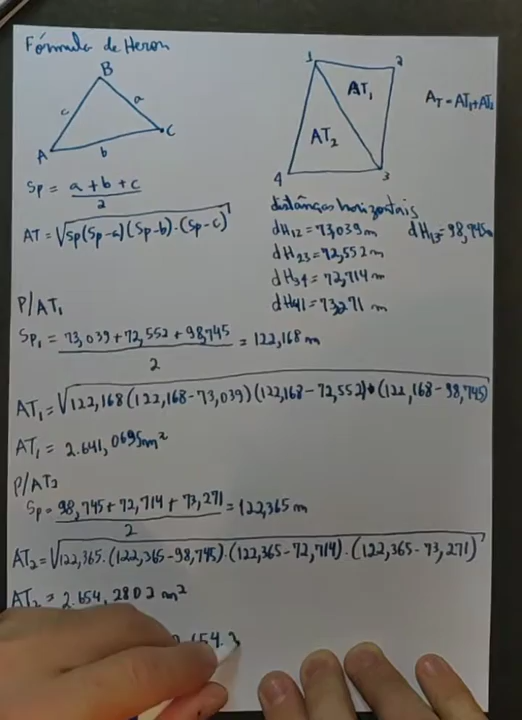 Fórmula de Heron
B
c
a
A
b
C
Sp = a + b + c
2
AT = √Sp(Sp-a)(Sp-b)·(Sp-c)
1
2
AT₁
AT₂
4
3
AT = AT₁+AT₂
distâncias horizontais
dH12 = 73,039 m
dH13 = 98,745m
dH23 = 72,552 m
dH34 = 72,714 m
dH41 = 73,271 m
P/AT₁
Sp₁ = 73,039 + 72,552 + 98,745 = 122,168 m
2
AT₁ = √122,168(122,168-73,039)(122,168-72,552)·(122,168-98,745)
AT₁ = 2.641,0695m²
P/AT₂
Sp = 98,745 + 72,714 + 73,271 = 122,365 m
2
AT₂ = √122,365·(122,365-98,745)·(122,365-72,714)·(122,365-73,271)
AT₂ = 2.654,2802 m²